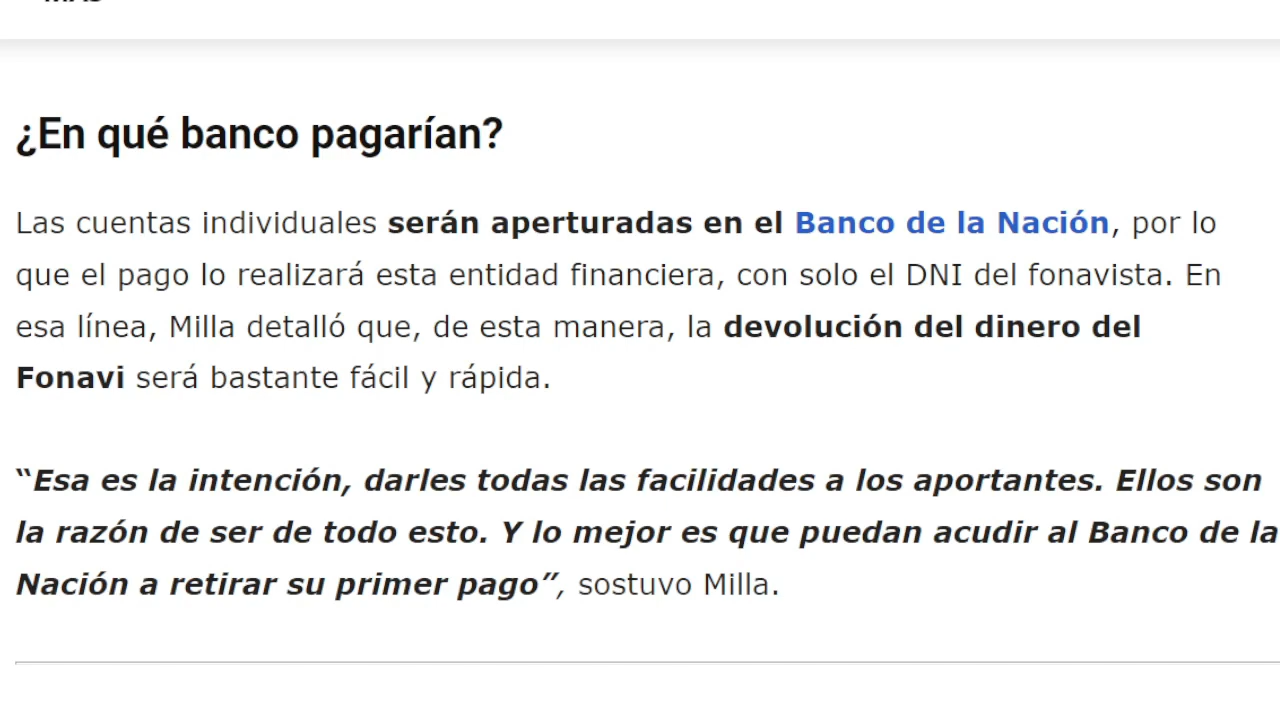 ¿En qué banco pagarían?
Las cuentas individuales serán aperturadas en el Banco de la Nación, por lo
que el pago lo realizará esta entidad financiera, con solo el DNI del fonavista. En
esa línea, Milla detalló que, de esta manera, la devolución del dinero del
Fonavi será bastante fácil y rápida.
“Esa es la intención, darles todas las facilidades a los aportantes. Ellos son
la razón de ser de todo esto. Y lo mejor es que puedan acudir al Banco de la
Nación a retirar su primer pago”, sostuvo Milla.